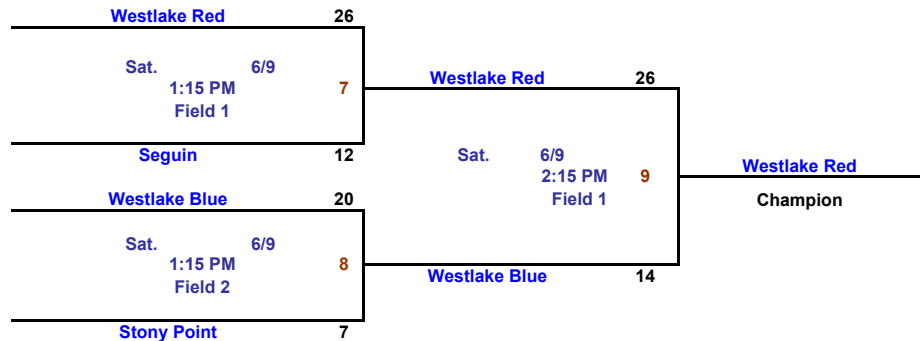 Westlake Red 26
Sat. 6/9
1:15 PM 7
Field 1
Seguin 12
Westlake Blue 20
Sat. 6/9
1:15 PM 8
Field 2
Stony Point 7
Westlake Red 26
Sat. 6/9
2:15 PM 9
Field 1
Westlake Blue 14
Westlake Red
Champion